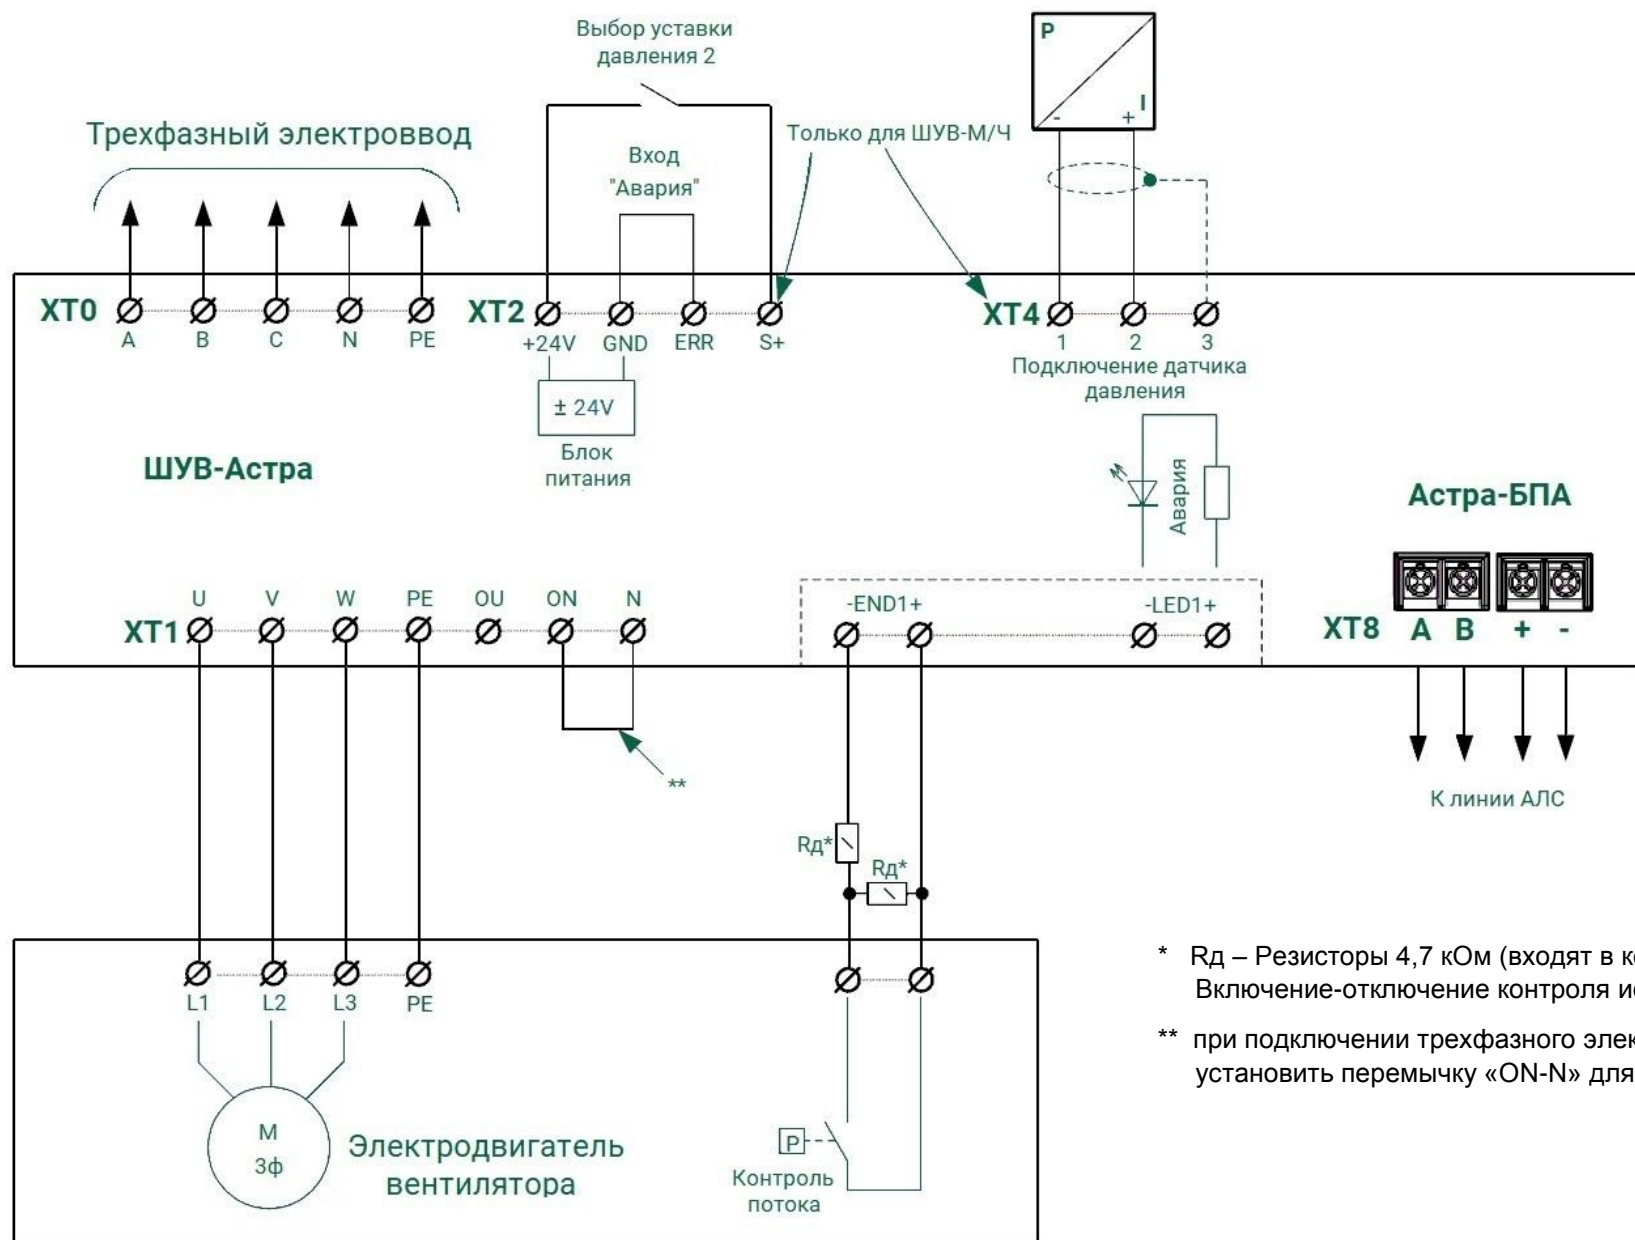 Выбор уставки
давления 2
P
I
- +
Трехфазный электроввод
Только для ШУВ-М/Ч
Вход
"Авария"
XT0
A B C N PE
XT2
+24V GND ERR S+
XT4
1 2 3
Подключение датчика
давления
± 24V
Блок
питания
ШУВ-Астра
Авария
Астра-БПА
U V W PE OU ON N
XT1
-END1+
-LED1+
XT8 A B + -
**
К линии АЛС
Rд*
Rд*
L1 L2 L3 PE
М
3ф
Электродвигатель
вентилятора
P
Контроль
потока
* Rд – Резисторы 4,7 кОм (входят в
Включение-отключение контроля
** при подключении трехфазного
установить перемычку «ON-N» для